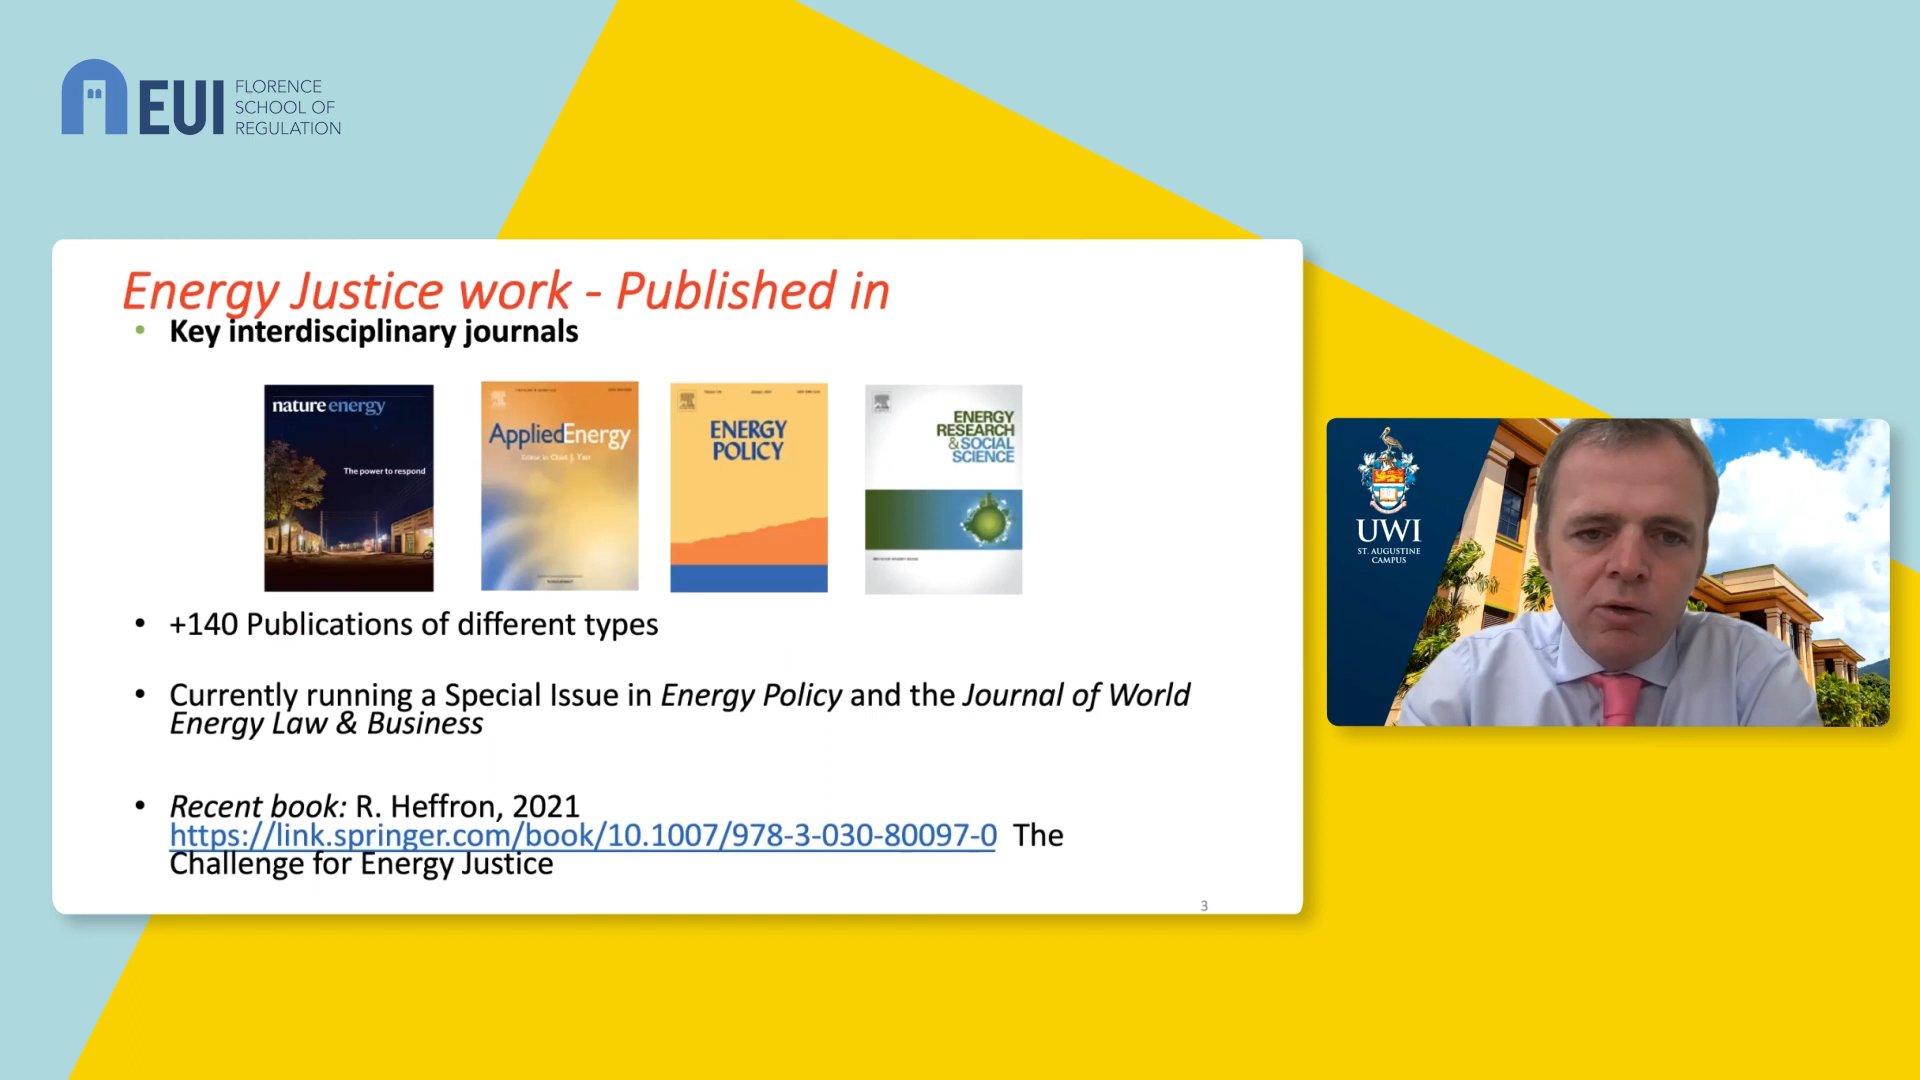 EUI
FLORENCE
SCHOOL OF
REGULATION
Energy Justice work - Published in
• Key interdisciplinary journals
nature energy
The power to respond
AppliedEnergy
ENERGY
POLICY
ENERGY
RESEARCH
& SOCIAL
SCIENCE
• +140 Publications of different types
• Currently running a Special Issue in Energy Policy and the Journal of World
Energy Law & Business
• Recent book: R. Heffron, 2021
https://link.springer.com/book/10.1007/978-3-030-80097-0 The
Challenge for Energy Justice
3
UWI
ST. AUGUSTINE
CAMPUS